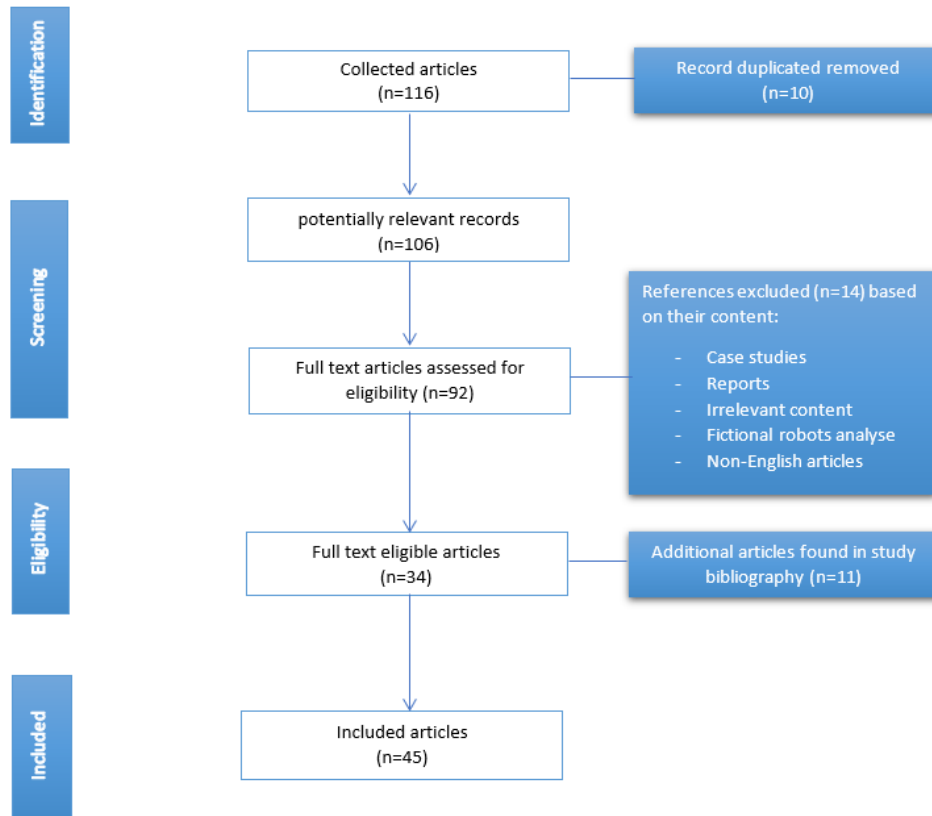 Identification
Collected articles
(n=116)
Record duplicated removed
(n=10)
Screening
potentially relevant records
(n=106)
References excluded (n=14) based
on their content:
- Case studies
- Reports
- Irrelevant content
- Fictional robots analyse
- Non-English articles
Full text articles assessed for
eligibility (n=92)
Eligibility
Full text eligible articles
(n=34)
Additional articles found in study
bibliography (n=11)
Included
Included articles
(n=45)